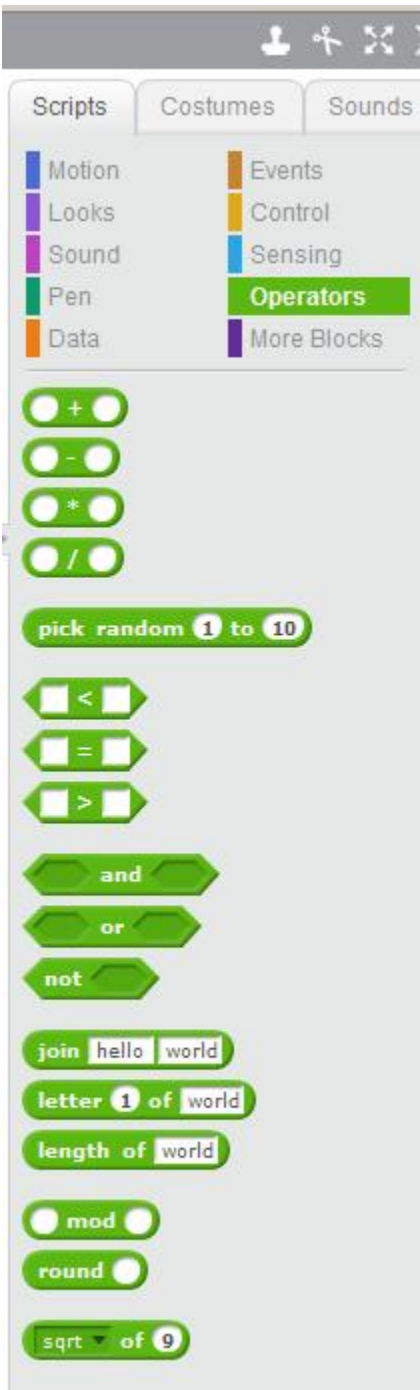 Scripts Costumes Sounds
Motion Events
Looks Control
Sound Sensing
Pen Operators
Data More Blocks
+
-
*
/
pick random 1 to 10
<
=
>
and
or
not
join hello world
letter 1 of world
length of world
mod
round
sqrt of 9